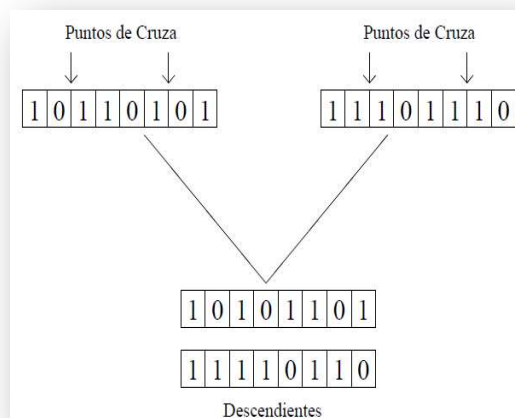 Puntos de Cruza Puntos de Cruza
1 0 1 1 0 1 0 1 1 1 1 0 1 1 1 0
1 0 1 0 1 1 0 1
1 1 1 1 0 1 1 0
Descendientes